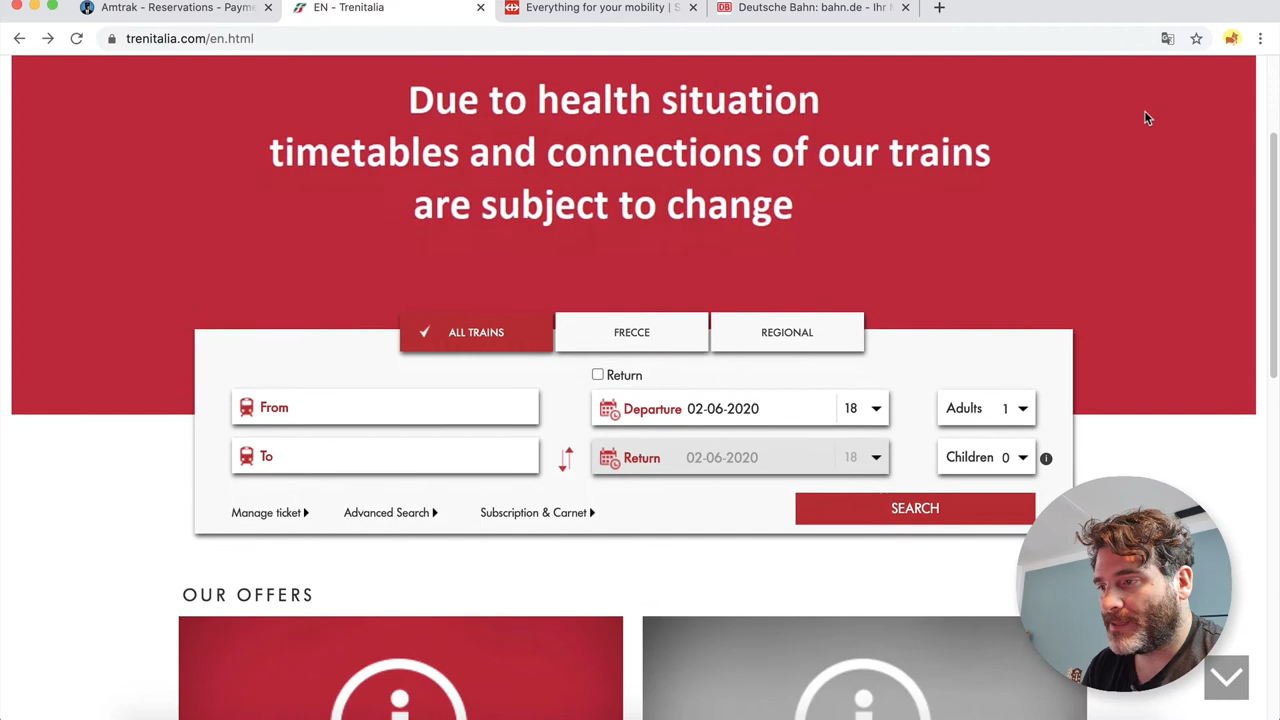 Amtrak - Reservations - Payme
EN - Trenitalia
Everything for your mobility | S
DB Deutsche Bahn: bahn.de - Ihr M
trenitalia.com/en.html
Due to health situation
timetables and connections of our trains
are subject to change
ALL TRAINS
FRECCE
REGIONAL
Return
From
Departure 02-06-2020 18
Adults 1
To
Return 02-06-2020 18
Children 0
Manage ticket
Advanced Search
Subscription & Carnet
SEARCH
OUR OFFERS